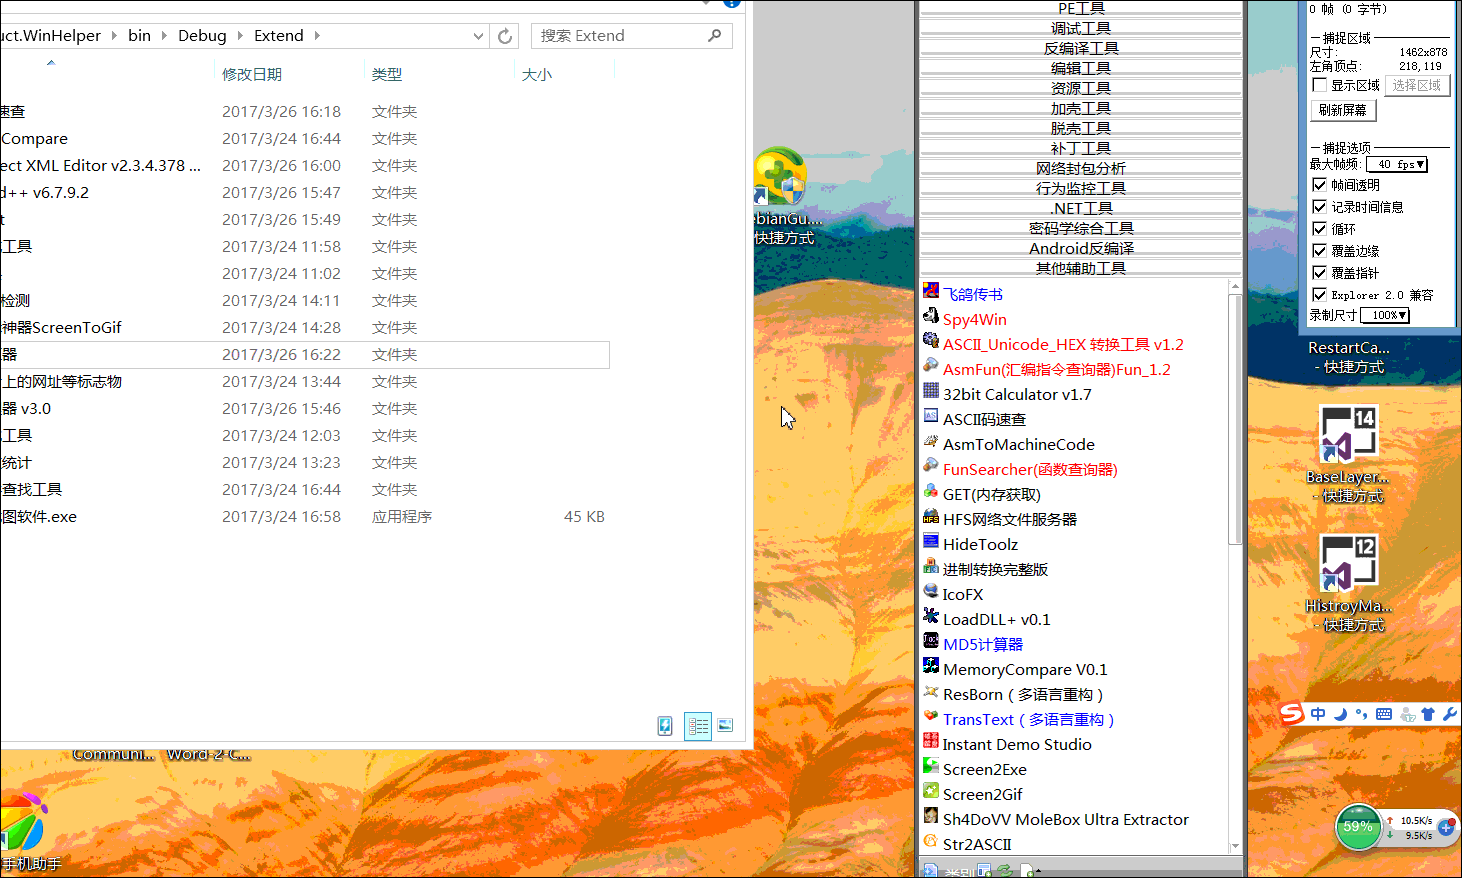 uct.WinHelper bin Debug Extend
搜索 Extend
修改日期 类型 大小
速查 2017/3/26 16:18 文件夹
Compare 2017/3/24 16:44 文件夹
ect XML Editor v2.3.4.378 ... 2017/3/26 16:00 文件夹
d++ v6.7.9.2 2017/3/26 15:47 文件夹
t 2017/3/26 15:49 文件夹
工具 2017/3/24 11:58 文件夹
2017/3/24 11:02 文件夹
检测 2017/3/24 14:11 文件夹
神器ScreenToGif 2017/3/24 14:28 文件夹
器 2017/3/26 16:22 文件夹
上的网址等标志物 2017/3/24 13:44 文件夹
器 v3.0 2017/3/26 15:46 文件夹
工具 2017/3/24 12:03 文件夹
统计 2017/3/24 13:23 文件夹
查找工具 2017/3/24 16:44 文件夹
图软件.exe 2017/3/24 16:58 应用程序 45 KB
Communi... Word-2-C...
手机助手
ebianGu....
快捷方式
PE工具
调试工具
反编译工具
编辑工具
资源工具
加壳工具
脱壳工具
补丁工具
网络封包分析
行为监控工具
.NET工具
密码学综合工具
Android反编译
其他辅助工具
飞鸽传书
Spy4Win
ASCII_Unicode_HEX 转换工具 v1.2
AsmFun(汇编指令查询器)Fun_1.2
32bit Calculator v1.7
ASCII码速查
AsmToMachineCode
FunSearcher(函数查询器)
GET(内存获取)
HFS网络文件服务器
HideToolz
进制转换完整版
IcoFX
LoadDLL+ v0.1
MD5计算器
MemoryCompare V0.1
ResBorn（多语言重构）
TransText（多语言重构）
Instant Demo Studio
Screen2Exe
Screen2Gif
Sh4DoVV MoleBox Ultra Extractor
Str2ASCII
类别
0 帧 (0 字节)
捕捉区域
尺寸: 1462x878
左角顶点: 218,119
显示区域 选择区域
刷新屏幕
捕捉选项
最大帧频: 40 fps
帧间透明
记录时间信息
循环
覆盖边缘
覆盖指针
Explorer 2.0 兼容
录制尺寸 100%
RestartCa...
- 快捷方式
14
BaseLayer...
- 快捷方式
12
HistroyMa...
- 快捷方式
中
59% 10.5K/s
9.5K/s